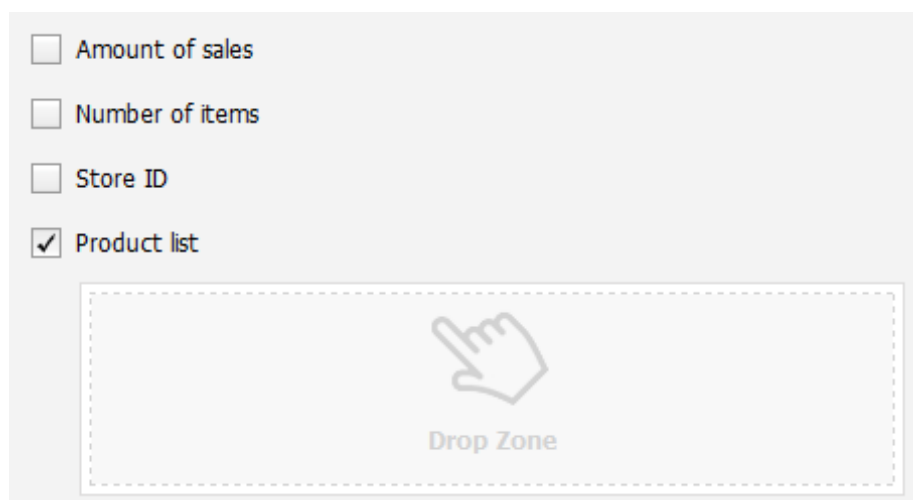 Amount of sales
Number of items
Store ID
Product list
Drop Zone